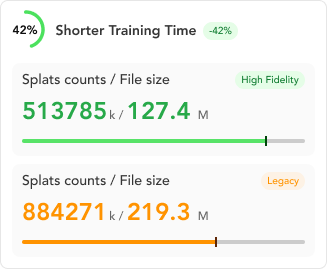 42% Shorter Training Time -42%
Splats counts / File size High Fidelity
513785 k / 127.4 M
Splats counts / File size Legacy
884271 k / 219.3 M